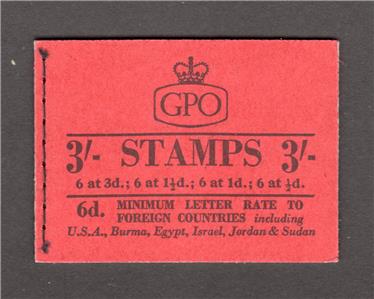 GPO
3/- STAMPS 3/-
6 at 3d.; 6 at 1½d.; 6 at 1d.; 6 at ½d.
6d. MINIMUM LETTER RATE TO
FOREIGN COUNTRIES including
U.S.A., Burma, Egypt, Israel, Jordan & Sudan